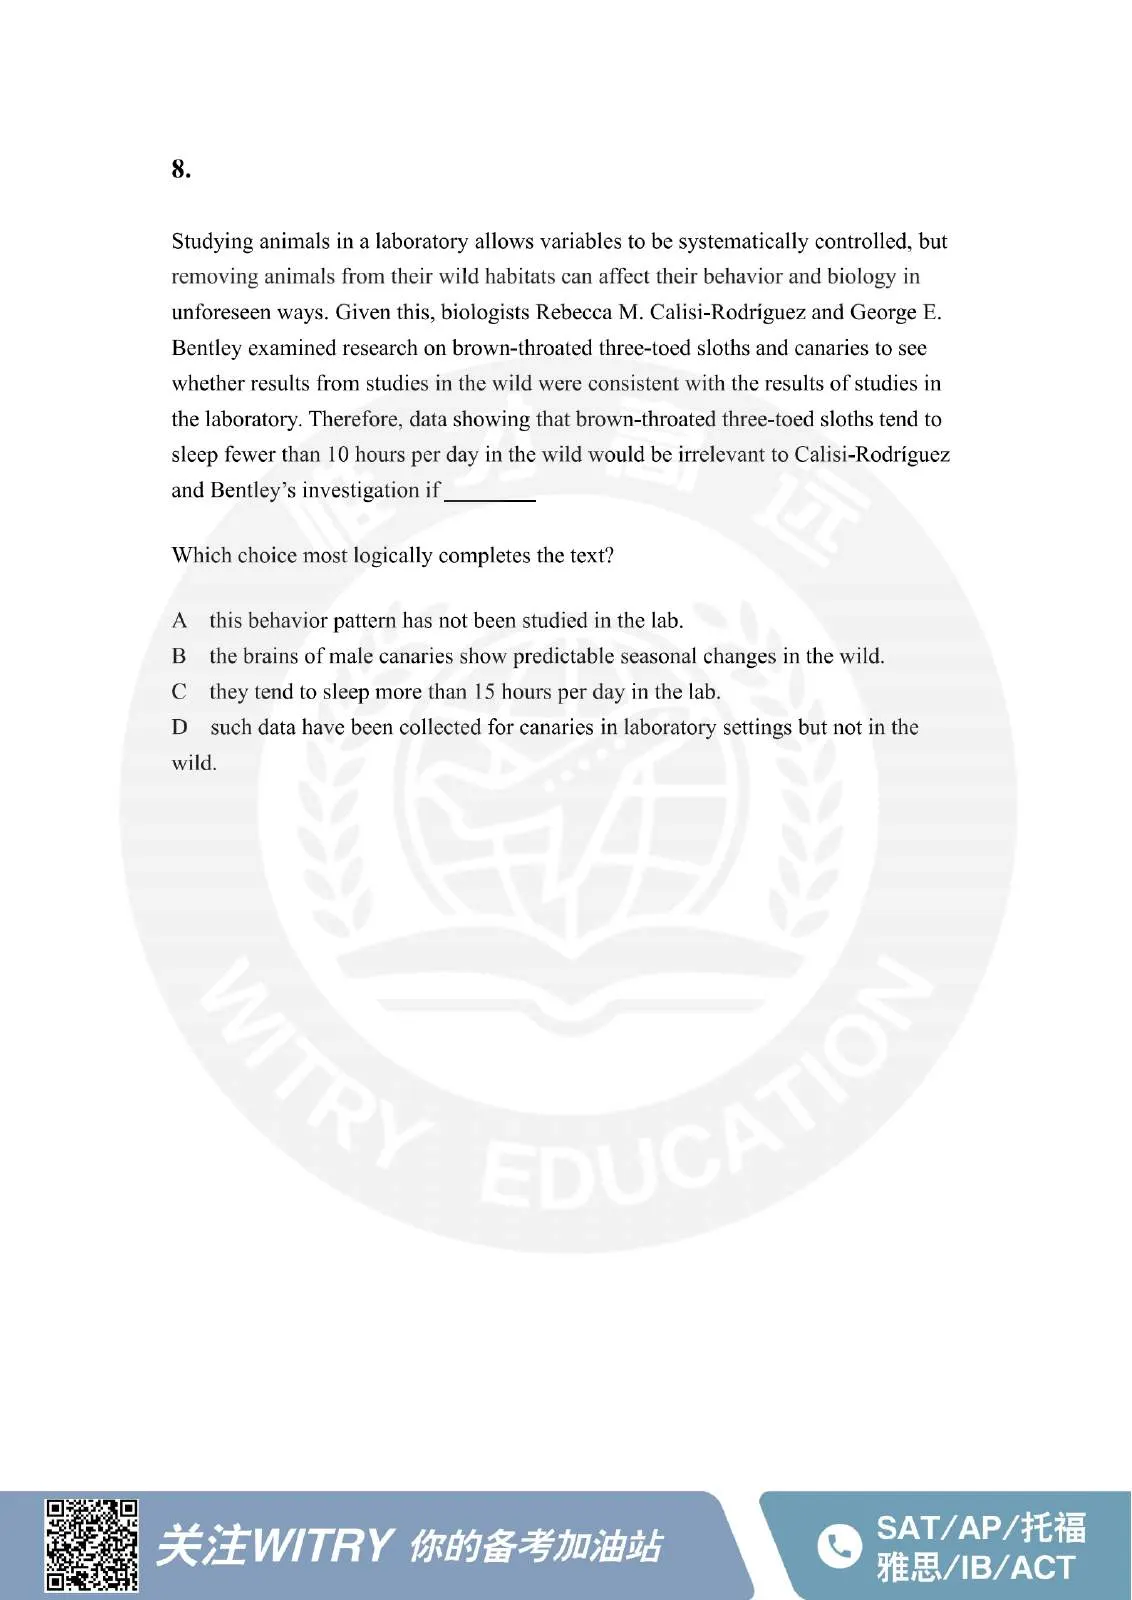 8.
Studying animals in a laboratory allows variables to be systematically controlled, but
removing animals from their wild habitats can affect their behavior and biology in
unforeseen ways. Given this, biologists Rebecca M. Calisi-Rodríguez and George E.
Bentley examined research on brown-throated three-toed sloths and canaries to see
whether results from studies in the wild were consistent with the results of studies in
the laboratory. Therefore, data showing that brown-throated three-toed sloths tend to
sleep fewer than 10 hours per day in the wild would be irrelevant to Calisi-Rodríguez
and Bentley's investigation if ________
Which choice most logically completes the text?
A this behavior pattern has not been studied in the lab.
B the brains of male canaries show predictable seasonal changes in the wild.
C they tend to sleep more than 15 hours per day in the lab.
D such data have been collected for canaries in laboratory settings but not in the
wild.
惟力高远
WITRY EDUCATION
关注WITRY 你的备考加油站
SAT/AP/托福
雅思/IB/ACT